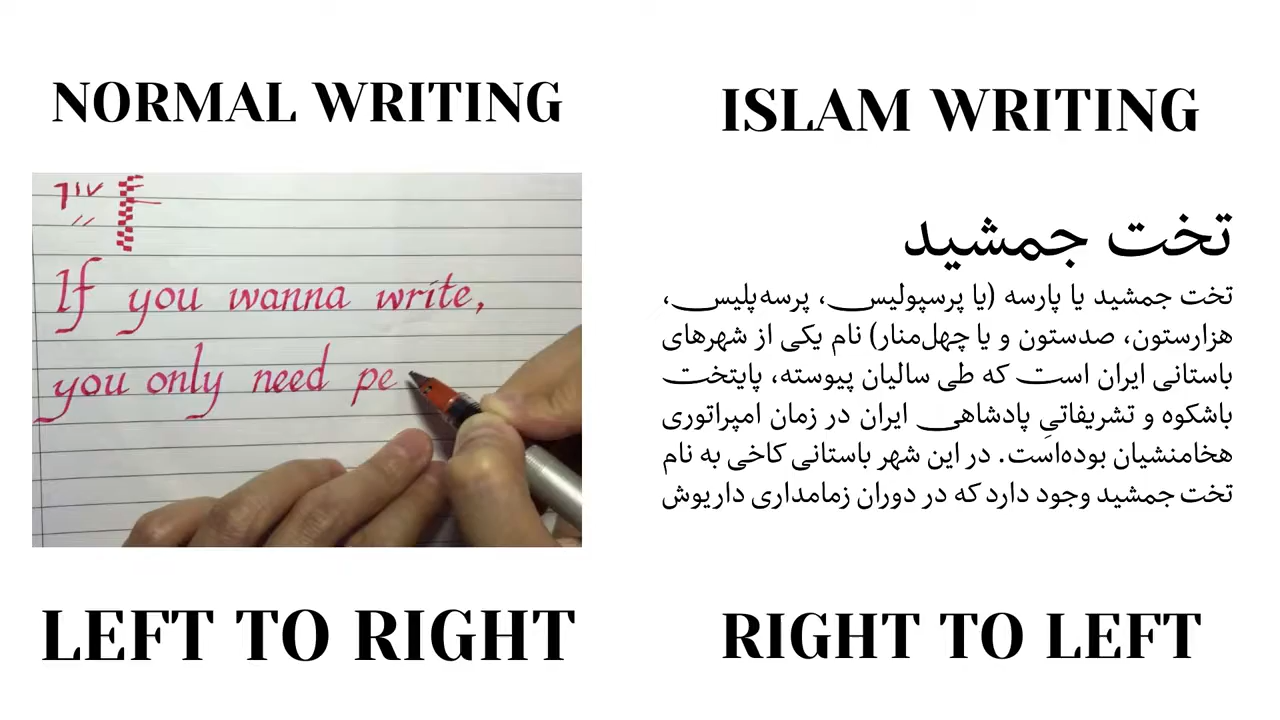 NORMAL WRITING
If you wanna write,
you only need pe
LEFT TO RIGHT
ISLAM WRITING
تخت جمشید
تخت جمشید یا پارسه (یا پرسپولیس، پرسه‌پلیس،
هزارستون، صدستون و یا چهل‌منار) نام یکی از شهرهای
باستانی ایران است که طی سالیان پیوسته، پایتخت
باشکوه و تشریفاتیِ پادشاهی ایران در زمان امپراتوری
هخامنشیان بوده‌است. در این شهر باستانی کاخی به نام
تخت جمشید وجود دارد که در دوران زمامداری داریوش
RIGHT TO LEFT